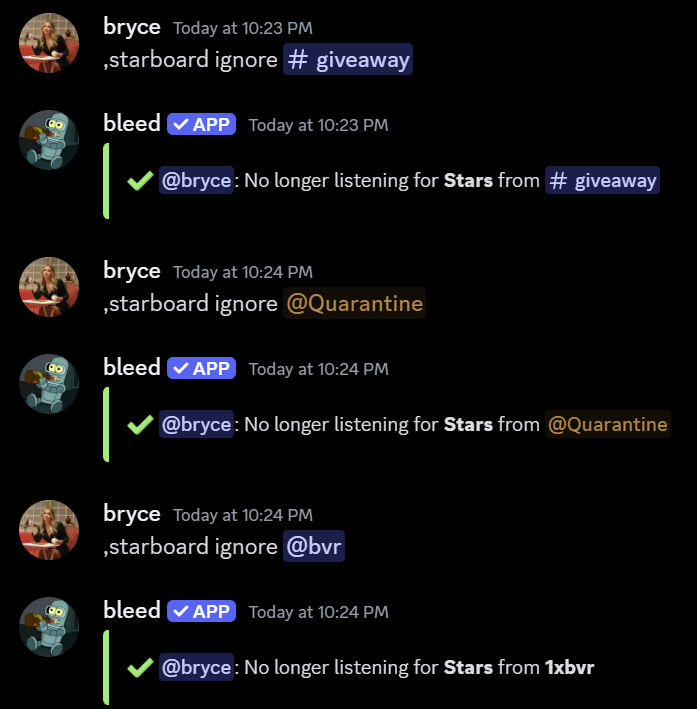 bryce Today at 10:23 PM
,starboard ignore # giveaway
bleed ✓ APP Today at 10:23 PM
@bryce: No longer listening for Stars from # giveaway
bryce Today at 10:24 PM
,starboard ignore @Quarantine
bleed ✓ APP Today at 10:24 PM
@bryce: No longer listening for Stars from @Quarantine
bryce Today at 10:24 PM
,starboard ignore @bvr
bleed ✓ APP Today at 10:24 PM
@bryce: No longer listening for Stars from 1xbvr